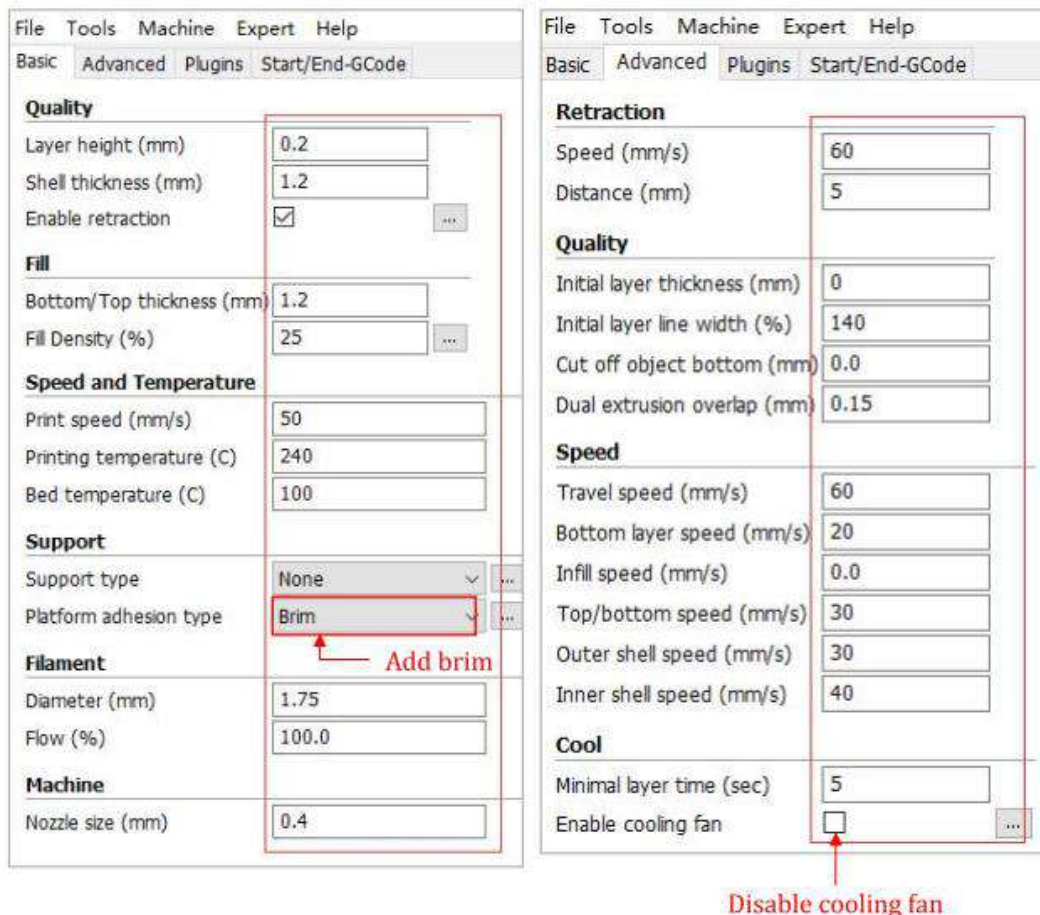 File Tools Machine Expert Help
Basic Advanced Plugins Start/End-GCode
Quality
Layer height (mm) 0.2
Shell thickness (mm) 1.2
Enable retraction ...
Fill
Bottom/Top thickness (mm) 1.2
Fill Density (%) 25 ...
Speed and Temperature
Print speed (mm/s) 50
Printing temperature (C) 240
Bed temperature (C) 100
Support
Support type None ...
Platform adhesion type Brim ...
Add brim
Filament
Diameter (mm) 1.75
Flow (%) 100.0
Machine
Nozzle size (mm) 0.4
File Tools Machine Expert Help
Basic Advanced Plugins Start/End-GCode
Retraction
Speed (mm/s) 60
Distance (mm) 5
Quality
Initial layer thickness (mm) 0
Initial layer line width (%) 140
Cut off object bottom (mm) 0.0
Dual extrusion overlap (mm) 0.15
Speed
Travel speed (mm/s) 60
Bottom layer speed (mm/s) 20
Infill speed (mm/s) 0.0
Top/bottom speed (mm/s) 30
Outer shell speed (mm/s) 30
Inner shell speed (mm/s) 40
Cool
Minimal layer time (sec) 5
Enable cooling fan ...
Disable cooling fan